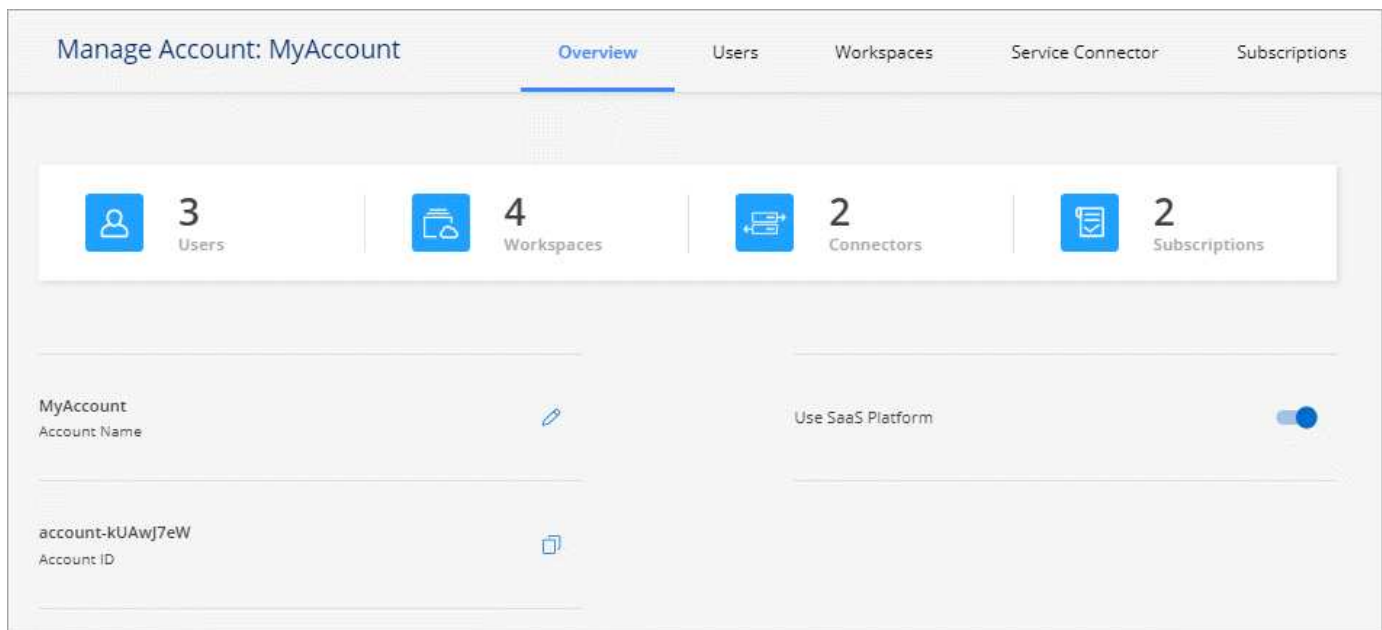 Manage Account: MyAccount Overview Users Workspaces Service Connector Subscriptions
3 4 2 2
Users Workspaces Connectors Subscriptions
MyAccount
Account Name
Use SaaS Platform
account-kUAwJ7eW
Account ID